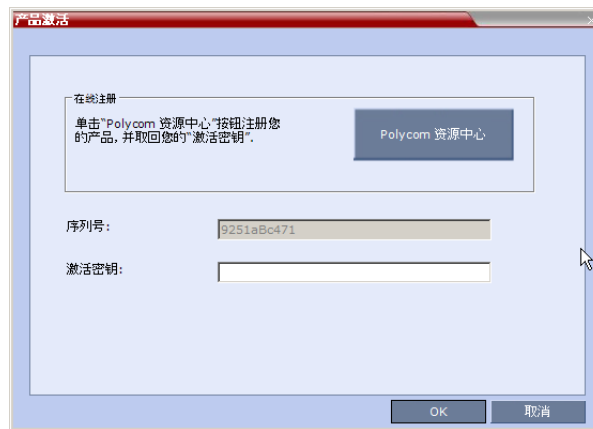 产品激活
在线注册
单击“Polycom 资源中心”按钮注册您
的产品, 并取回您的“激活密钥”.
Polycom 资源中心
序列号:
9251aBc471
激活密钥:
OK
取消